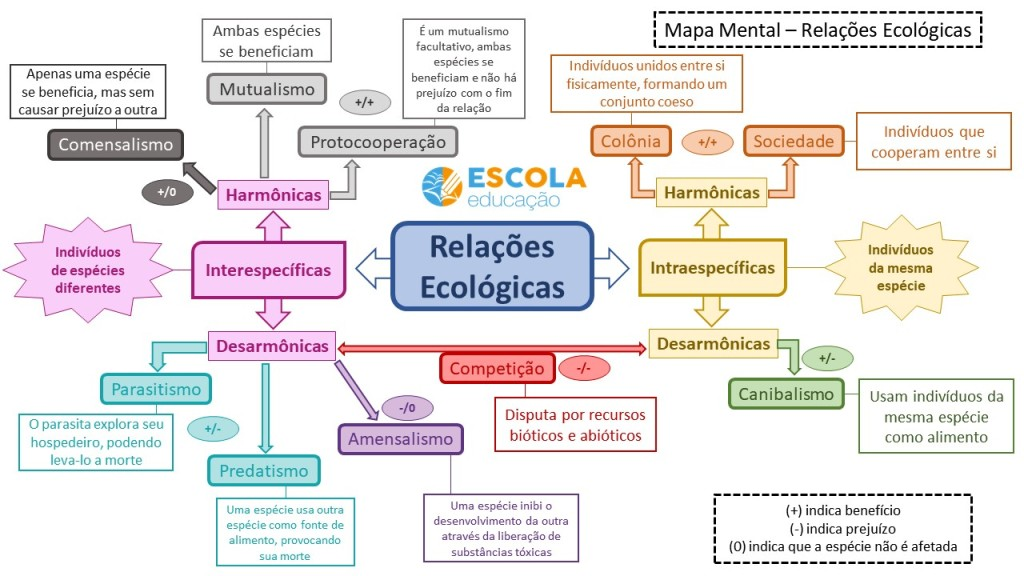 Mapa Mental – Relações Ecológicas
Ambas espécies
se beneficiam
Mutualismo
É um mutualismo
facultativo, ambas
espécies se
beneficiam e não há
prejuízo com o fim
da relação
+/+
Protocooperação
Apenas uma espécie
se beneficia, mas sem
causar prejuízo a outra
Comensalismo
+/0
Harmônicas
Indivíduos unidos entre si
fisicamente, formando um
conjunto coeso
Colônia
+/+
Sociedade
Indivíduos que
cooperam entre si
Harmônicas
ESCOLA
educação
Indivíduos
de espécies
diferentes
Interespecíficas
Relações
Ecológicas
Intraespecíficas
Indivíduos
da mesma
espécie
Desarmônicas
Desarmônicas
Competição
-/-
Disputa por recursos
bióticos e abióticos
+/-
Canibalismo
Usam indivíduos da
mesma espécie
como alimento
Parasitismo
O parasita explora seu
hospedeiro, podendo
leva-lo a morte
+/-
Predatismo
Uma espécie usa outra
espécie como fonte de
alimento, provocando
sua morte
-/0
Amensalismo
Uma espécie inibi o
desenvolvimento da outra
através da liberação de
substâncias tóxicas
(+) indica benefício
(-) indica prejuízo
(0) indica que a espécie não é afetada